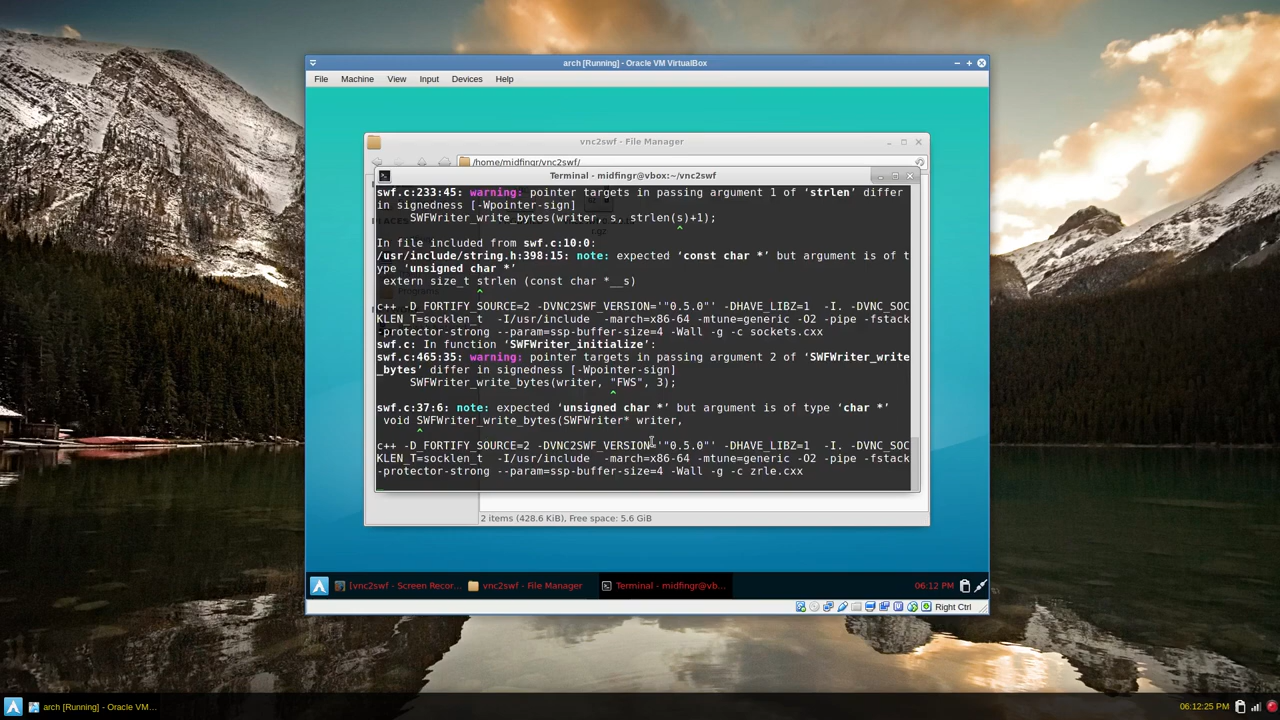 arch [Running] - Oracle VM VirtualBox
File Machine View Input Devices Help
vnc2swf - File Manager
/home/midfingr/vnc2swf/
Terminal - midfingr@vbox:~/vnc2swf
swf.c:233:45: warning: pointer targets in passing argument 1 of ‘strlen’ differ
in signedness [-Wpointer-sign]
SWFWriter_write_bytes(writer, s, strlen(s)+1);
^
In file included from swf.c:10:0:
/usr/include/string.h:398:15: note: expected ‘const char *’ but argument is of t
ype ‘unsigned char *’
extern size_t strlen (const char *__s)
^
c++ -D_FORTIFY_SOURCE=2 -DVNC2SWF_VERSION='"0.5.0"' -DHAVE_LIBZ=1 -I. -DVNC_SOC
KLEN_T=socklen_t -I/usr/include -march=x86-64 -mtune=generic -O2 -pipe -fstack
-protector-strong --param=ssp-buffer-size=4 -Wall -g -c sockets.cxx
swf.c: In function ‘SWFWriter_initialize’:
swf.c:465:35: warning: pointer targets in passing argument 2 of ‘SWFWriter_write
_bytes’ differ in signedness [-Wpointer-sign]
SWFWriter_write_bytes(writer, "FWS", 3);
^
swf.c:37:6: note: expected ‘unsigned char *’ but argument is of type ‘char *’
void SWFWriter_write_bytes(SWFWriter* writer,
^
c++ -D_FORTIFY_SOURCE=2 -DVNC2SWF_VERSION='"0.5.0"' -DHAVE_LIBZ=1 -I. -DVNC_SOC
KLEN_T=socklen_t -I/usr/include -march=x86-64 -mtune=generic -O2 -pipe -fstack
-protector-strong --param=ssp-buffer-size=4 -Wall -g -c zrle.cxx
2 items (428.6 KiB), Free space: 5.6 GiB
[vnc2swf - Screen Recor... vnc2swf - File Manager Terminal - midfingr@vb... 06:12 PM
Right Ctrl
arch [Running] - Oracle VM... 06:12:25 PM